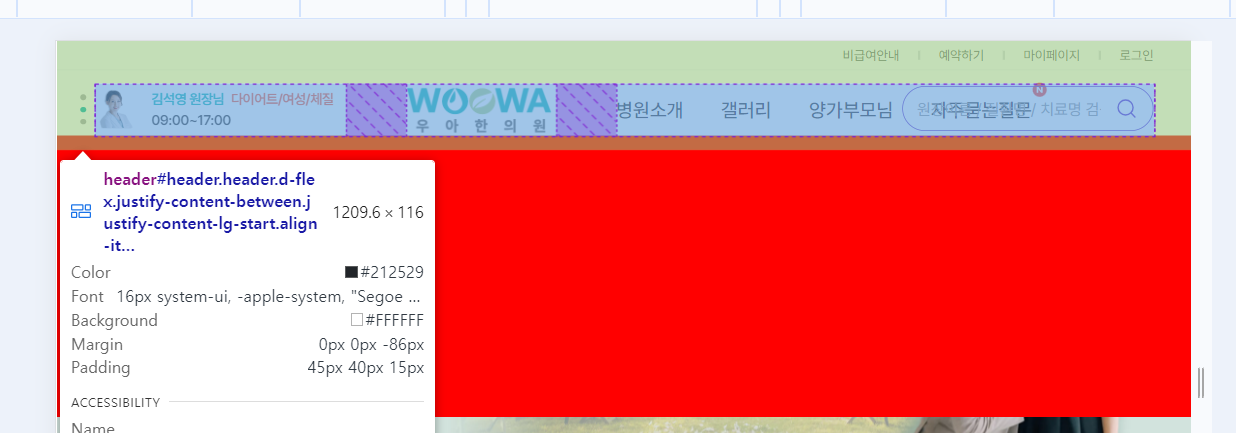 비급여안내 예약하기 마이페이지 로그인
김석영 원장님 다이어트/여성/체질
09:00~17:00
WOOWA
우아한의원
병원소개 갤러리 양가부모님 자주묻는질문
N
/ 치료명 검
header#header.header.d-fle
x.justify-content-between.j
ustify-content-lg-start.align
-it...
1209.6 × 116
Color #212529
Font 16px system-ui, -apple-system, "Segoe ...
Background #FFFFFF
Margin 0px 0px -86px
Padding 45px 40px 15px
ACCESSIBILITY
Name